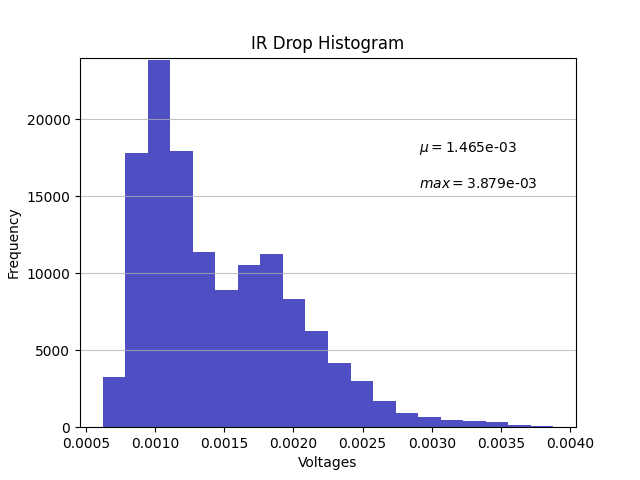 IR Drop Histogram
Frequency
20000
15000
10000
5000
0
μ = 1.465e-03
max = 3.879e-03
0.0005 0.0010 0.0015 0.0020 0.0025 0.0030 0.0035 0.0040
Voltages